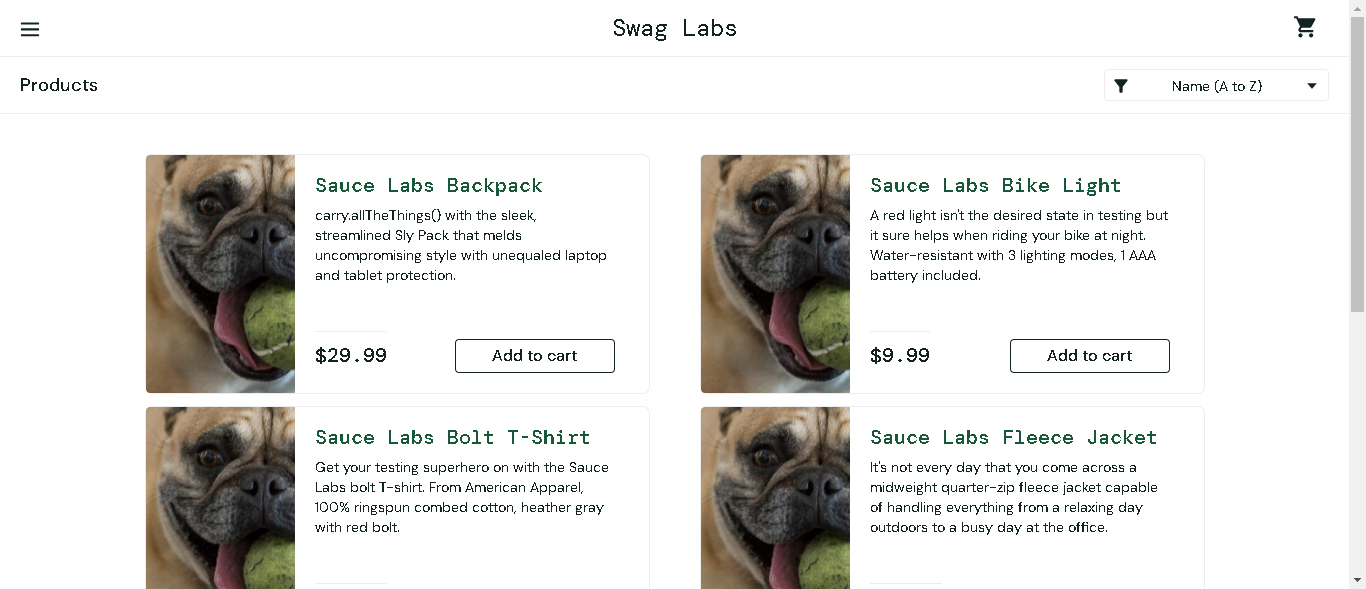 Swag Labs
Products
Name (A to Z)
Sauce Labs Backpack
carry.allTheThings() with the sleek,
streamlined Sly Pack that melds
uncompromising style with unequaled laptop
and tablet protection.
$29.99
Add to cart
Sauce Labs Bike Light
A red light isn't the desired state in testing but
it sure helps when riding your bike at night.
Water-resistant with 3 lighting modes, 1 AAA
battery included.
$9.99
Add to cart
Sauce Labs Bolt T-Shirt
Get your testing superhero on with the Sauce
Labs bolt T-shirt. From American Apparel,
100% ringspun combed cotton, heather gray
with red bolt.
Sauce Labs Fleece Jacket
It's not every day that you come across a
midweight quarter-zip fleece jacket capable
of handling everything from a relaxing day
outdoors to a busy day at the office.